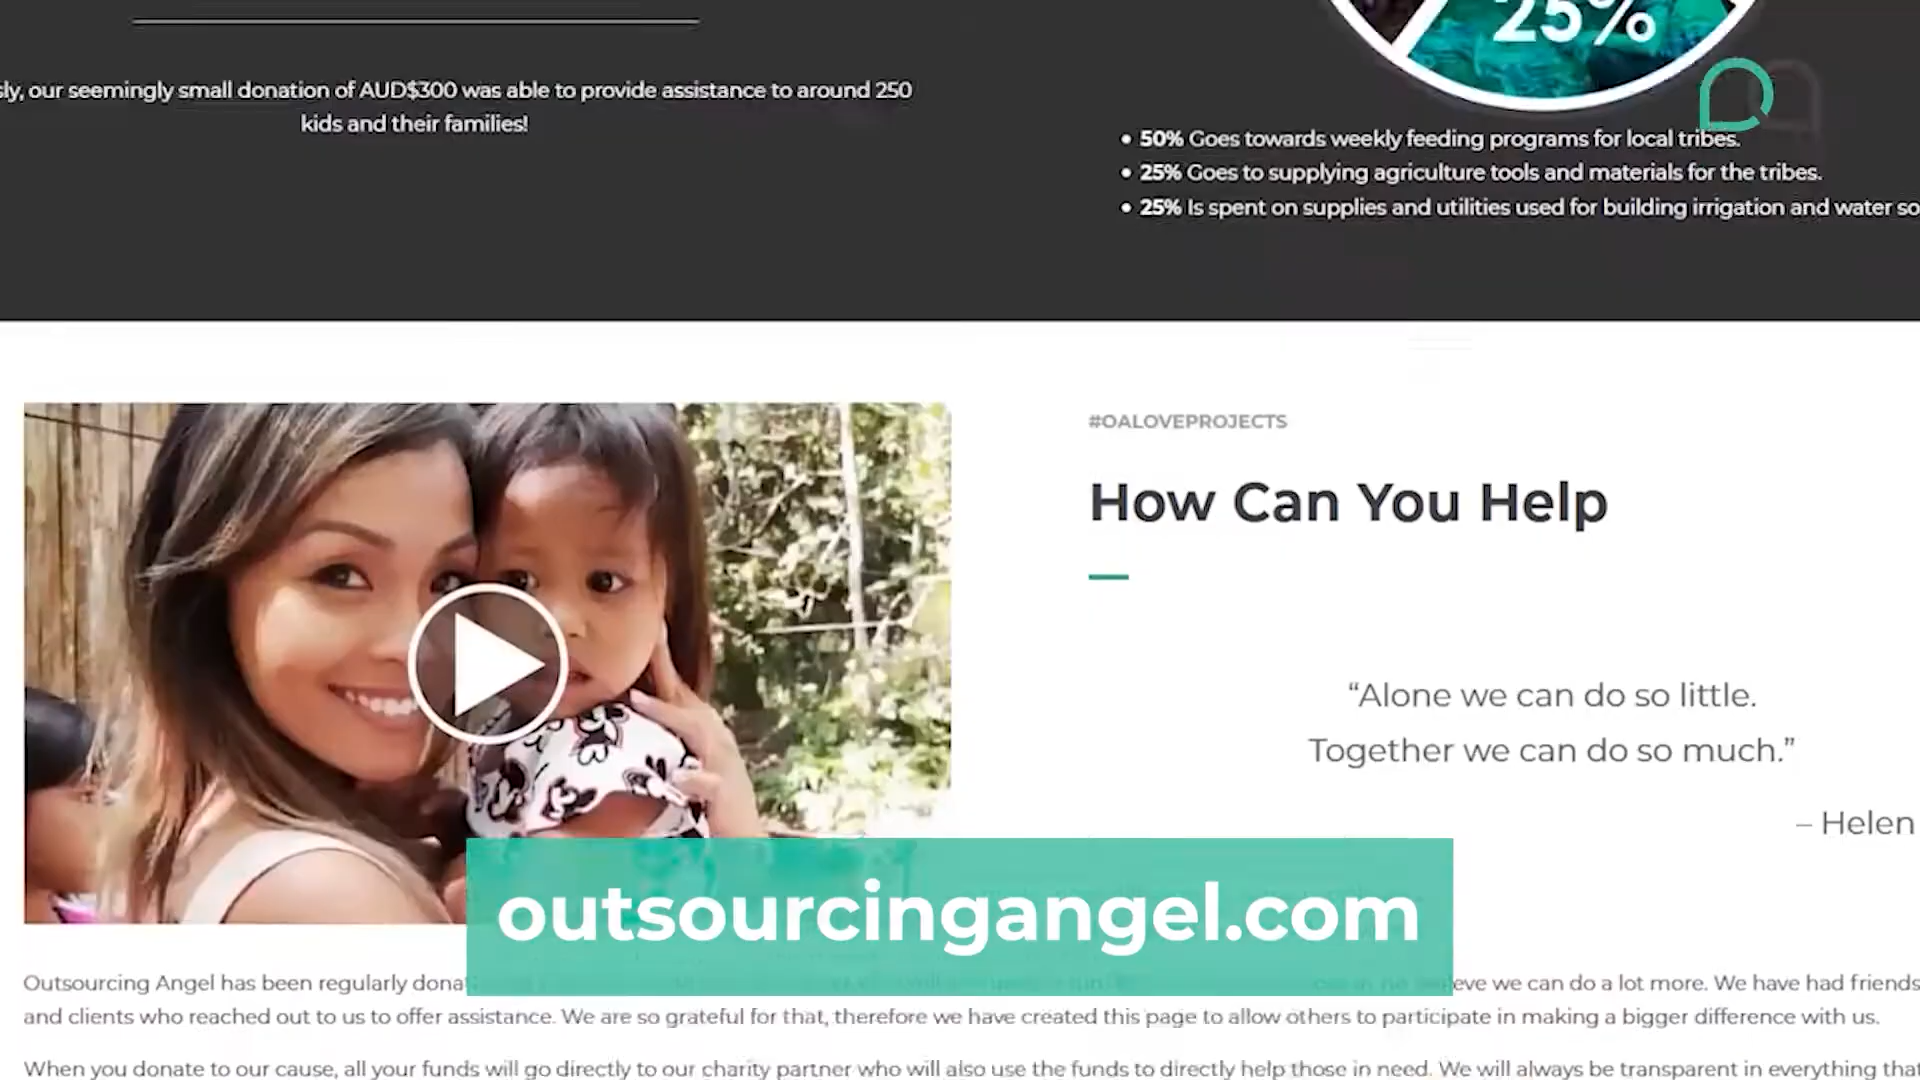 sly, our seemingly small donation of AUD$300 was able to provide assistance to around 250
kids and their families!
25%
• 50% Goes towards weekly feeding programs for local tribes.
• 25% Goes to supplying agriculture tools and materials for the tribes.
• 25% Is spent on supplies and utilities used for building irrigation and water so
#OALOVEPROJECTS
How Can You Help
“Alone we can do so little.
Together we can do so much.”
– Helen
outsourcingangel.com
Outsourcing Angel has been regularly dona eve we can do a lot more. We have had friends
and clients who reached out to us to offer assistance. We are so grateful for that, therefore we have created this page to allow others to participate in making a bigger difference with us.
When you donate to our cause, all your funds will go directly to our charity partner who will also use the funds to directly help those in need. We will always be transparent in everything that